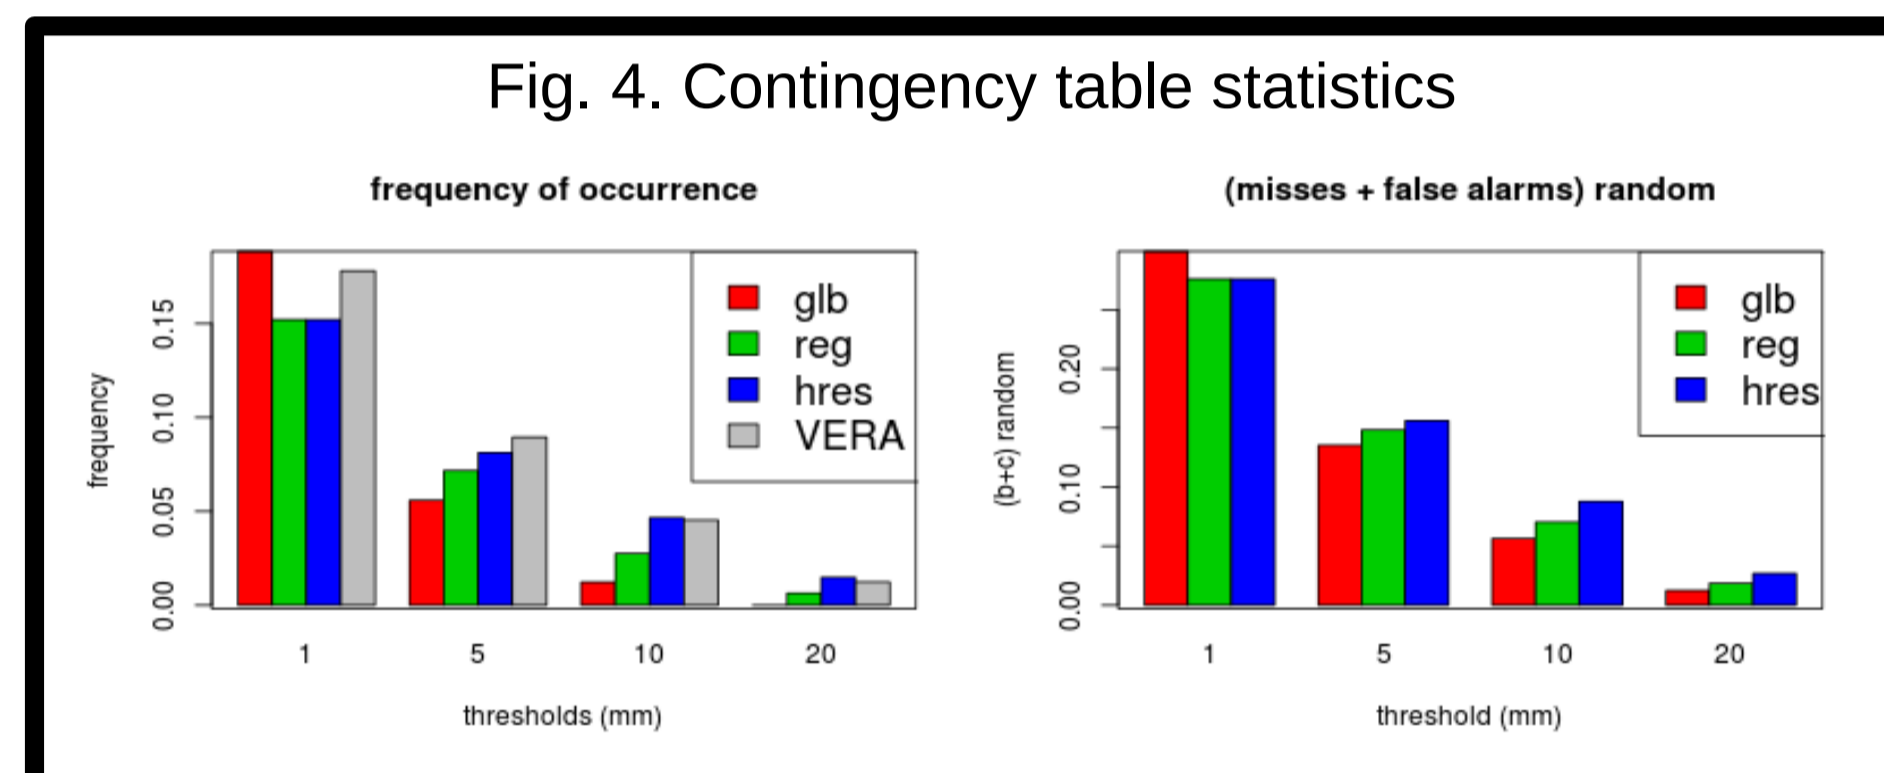 Fig. 4. Contingency table statistics
frequency of occurrence
frequency
0.00 0.05 0.10 0.15
glb
reg
hres
VERA
1 5 10 20
thresholds (mm)
(misses + false alarms) random
(b+c) random
0.00 0.10 0.20
glb
reg
hres
1 5 10 20
threshold (mm)